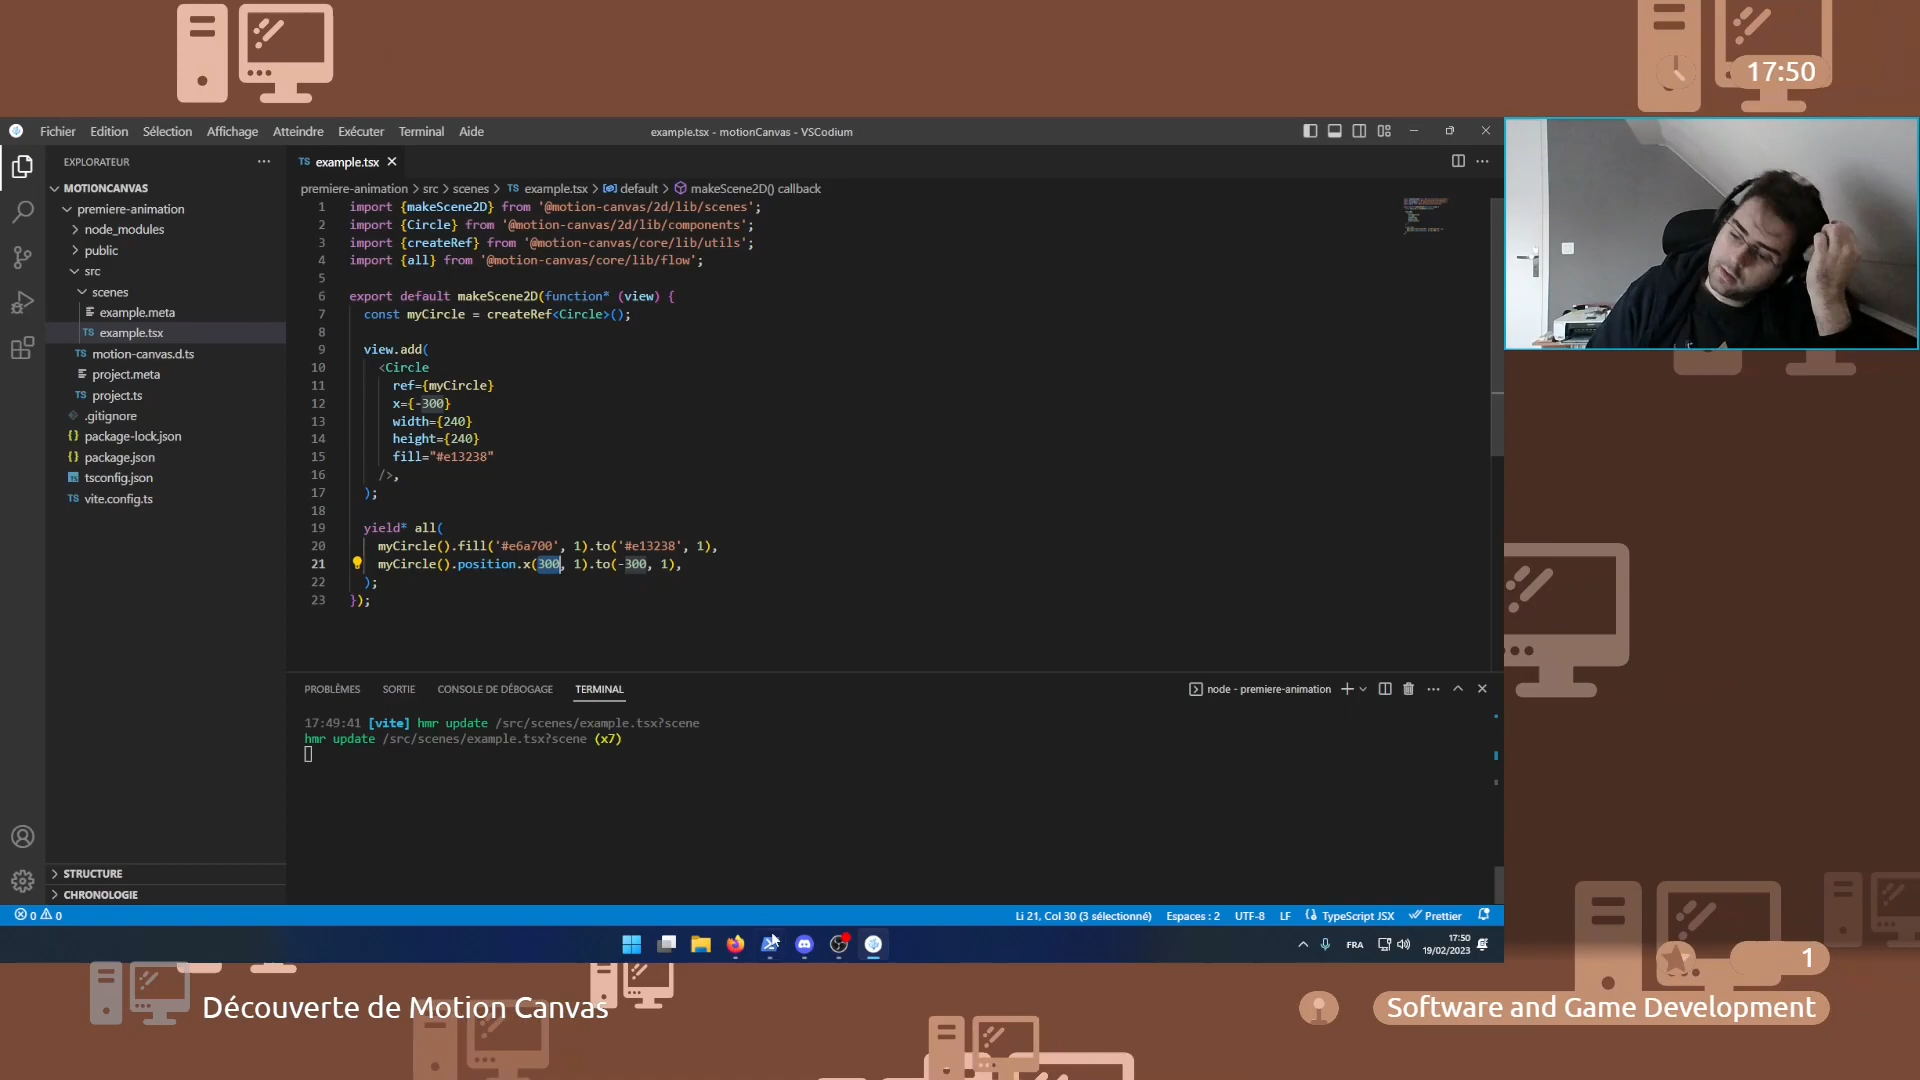 17:50
Fichier Edition Sélection Affichage Atteindre Exécuter Terminal Aide
example.tsx - motionCanvas - VSCodium
EXPLORATEUR
MOTIONCANVAS
premiere-animation
node_modules
public
src
scenes
example.meta
TS example.tsx
TS motion-canvas.d.ts
project.meta
TS project.ts
.gitignore
{} package-lock.json
{} package.json
tsconfig.json
TS vite.config.ts
STRUCTURE
CHRONOLOGIE
TS example.tsx
premiere-animation > src > scenes > TS example.tsx > default > makeScene2D() callback
1 import {makeScene2D} from '@motion-canvas/2d/lib/scenes';
2 import {Circle} from '@motion-canvas/2d/lib/components';
3 import {createRef} from '@motion-canvas/core/lib/utils';
4 import {all} from '@motion-canvas/core/lib/flow';
5
6 export default makeScene2D(function* (view) {
7 const myCircle = createRef<Circle>();
8
9 view.add(
10 <Circle
11 ref={myCircle}
12 x={-300}
13 width={240}
14 height={240}
15 fill="#e13238"
16 />,
17 );
18
19 yield* all(
20 myCircle().fill('#e6a700', 1).to('#e13238', 1),
21 myCircle().position.x(300, 1).to(-300, 1),
22 );
23 });
PROBLÈMES SORTIE CONSOLE DE DÉBOGAGE TERMINAL
node - premiere-animation
17:49:41 [vite] hmr update /src/scenes/example.tsx?scene
hmr update /src/scenes/example.tsx?scene (x7)
0 0
Li 21, Col 30 (3 sélectionné) Espaces : 2 UTF-8 LF TypeScript JSX Prettier
FRA
17:50
19/02/2023
1
Découverte de Motion Canvas
Software and Game Development